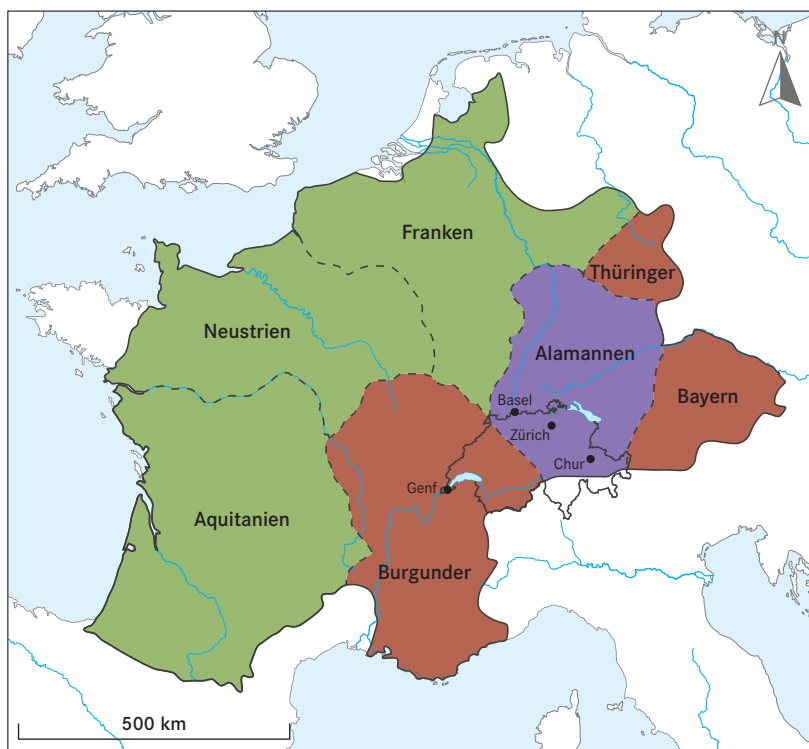 N
Franken
Thüringer
Neustrien
Alamannen
Bayern
Basel
Zürich
Chur
Genf
Aquitanien
Burgunder
500 km